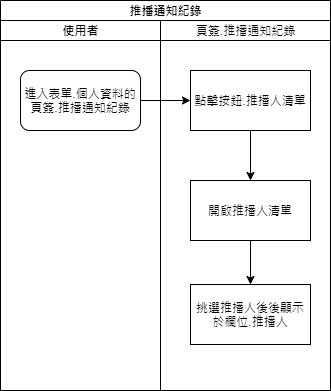 推播通知紀錄
使用者
頁簽.推播通知紀錄
進入表單.個人資料的
頁簽.推播通知紀錄
點擊按鈕.推播人清單
開啟推播人清單
挑選推播人後後顯示
於欄位.推播人